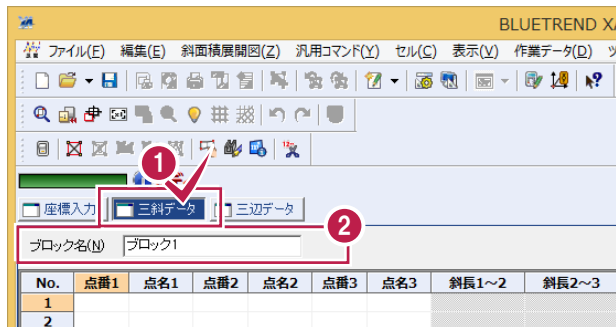 BLUETREND XA
ファイル(F) 編集(E) 斜面積展開図(Z) 汎用コマンド(Y) セル(C) 表示(V) 作業データ(D) ツ
1
座標入力 三斜データ 三辺データ
2
ブロック名(N) ブロック1
No. 点番1 点名1 点番2 点名2 点番3 点名3 斜長1~2 斜長2~3
1
2